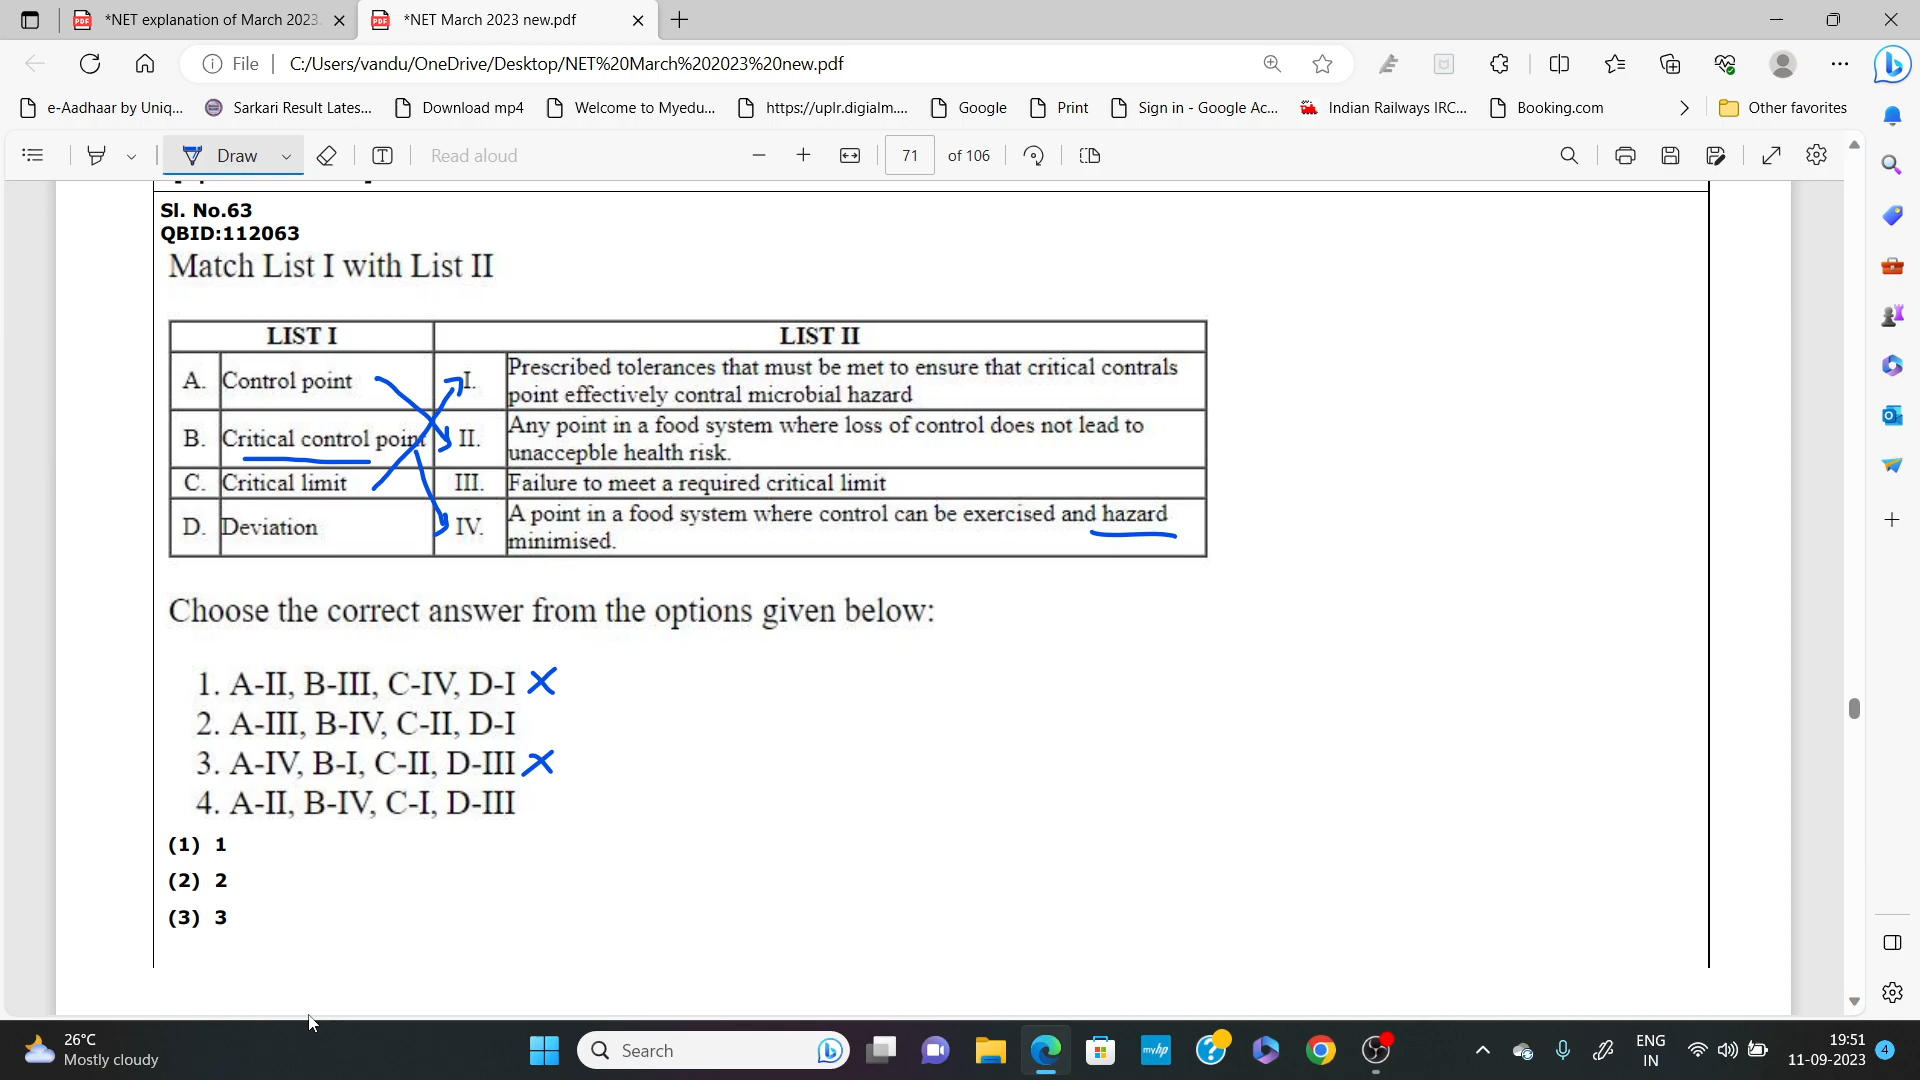 *NET explanation of March 2023.
*NET March 2023 new.pdf
File
C:/Users/vandu/OneDrive/Desktop/NET%20March%202023%20new.pdf
e-Aadhaar by Uniq...
Sarkari Result Lates...
Download mp4
Welcome to Myedu...
https://uplr.digialm....
Google
Print
Sign in - Google Ac...
Indian Railways IRC...
Booking.com
Other favorites
Draw
Read aloud
71
of 106
Sl. No.63
QBID:112063
Match List I with List II
LIST I LIST II
A. Control point I. Prescribed tolerances that must be met to ensure that critical contrals
point effectively contral microbial hazard
B. Critical control point II. Any point in a food system where loss of control does not lead to
unaccepble health risk.
C. Critical limit III. Failure to meet a required critical limit
D. Deviation IV. A point in a food system where control can be exercised and hazard
minimised.
Choose the correct answer from the options given below:
1. A-II, B-III, C-IV, D-I
2. A-III, B-IV, C-II, D-I
3. A-IV, B-I, C-II, D-III
4. A-II, B-IV, C-I, D-III
(1) 1
(2) 2
(3) 3
26°C
Mostly cloudy
Search
myhp
ENG
IN
19:51
11-09-2023
4